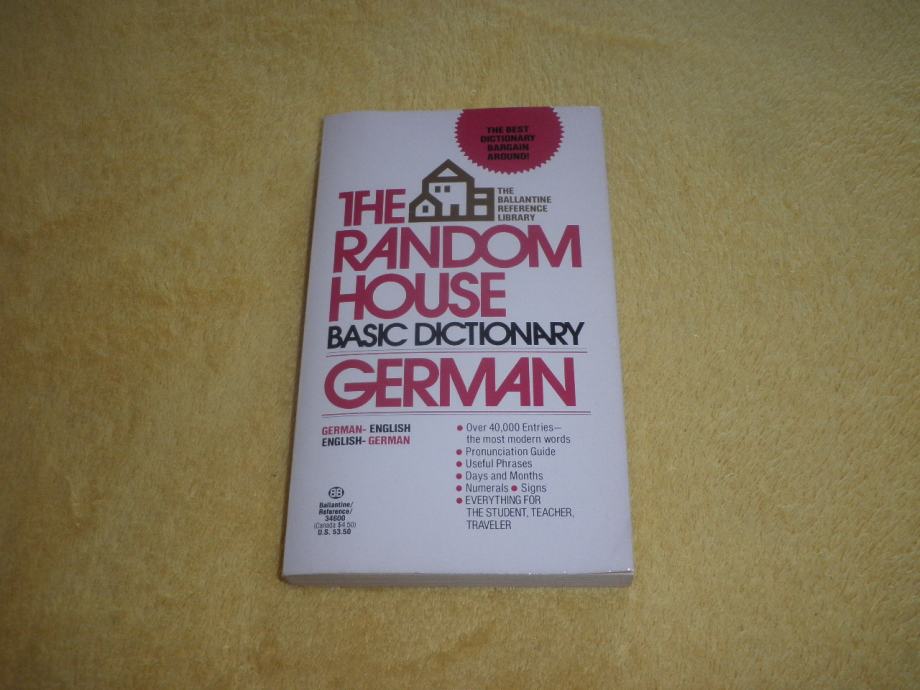 THE BEST
DICTIONARY
BARGAIN
AROUND!
THE
BALLANTINE
REFERENCE
LIBRARY
THE
RANDOM
HOUSE
BASIC DICTIONARY
GERMAN
GERMAN- ENGLISH
ENGLISH- GERMAN
● Over 40,000 Entries—
the most modern words
● Pronunciation Guide
● Useful Phrases
● Days and Months
● Numerals ● Signs
● EVERYTHING FOR
THE STUDENT, TEACHER,
TRAVELER
BB
Ballantine/
Reference/
34600
(Canada $4.50)
U.S. $3.50